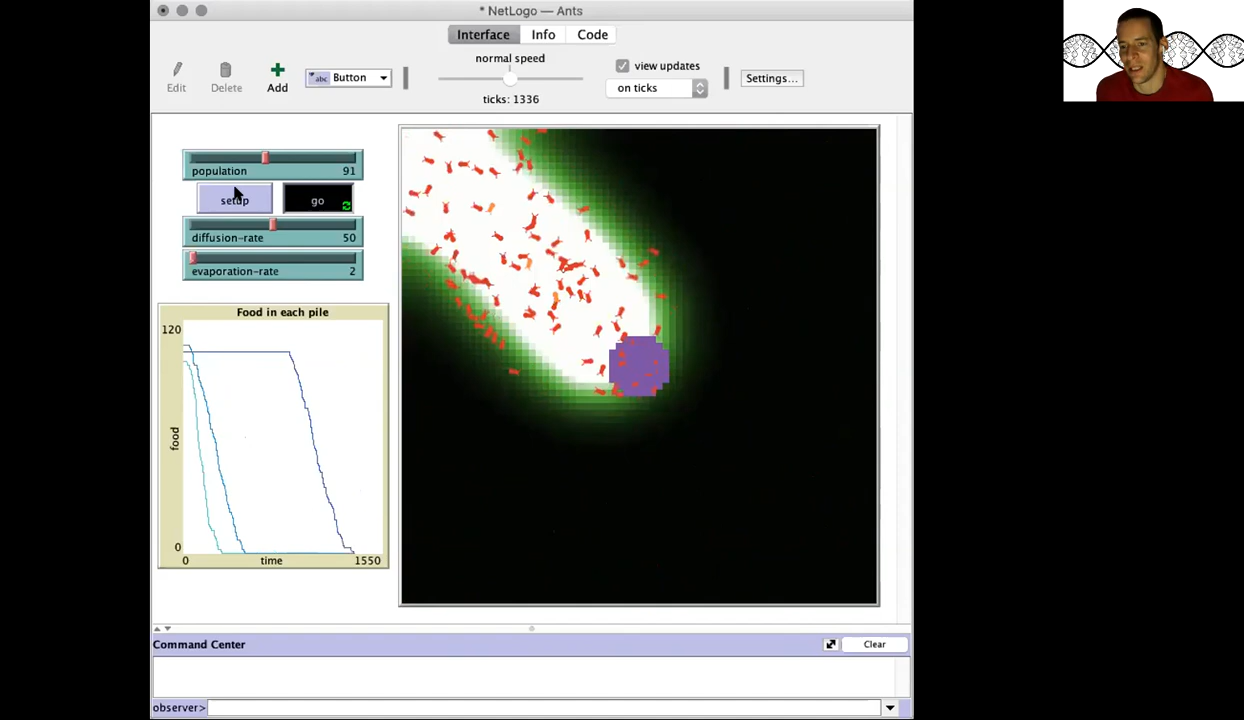 * NetLogo — Ants
Interface Info Code
normal speed
view updates
Edit Delete Add
abc Button
on ticks
Settings...
ticks: 1336
population 91
setup go
diffusion-rate 50
evaporation-rate 2
Food in each pile
120
food
0
0 time 1550
Command Center
Clear
observer>